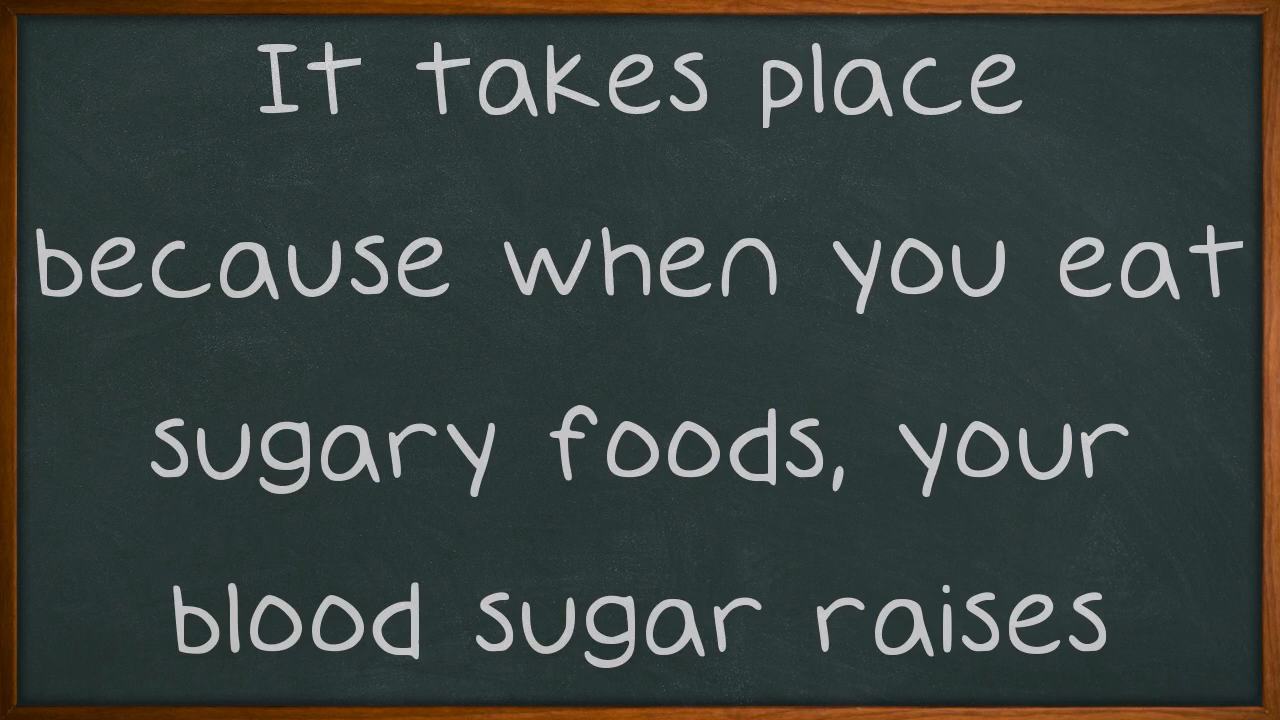 It takes place
because when you eat
sugary foods, your
blood sugar raises